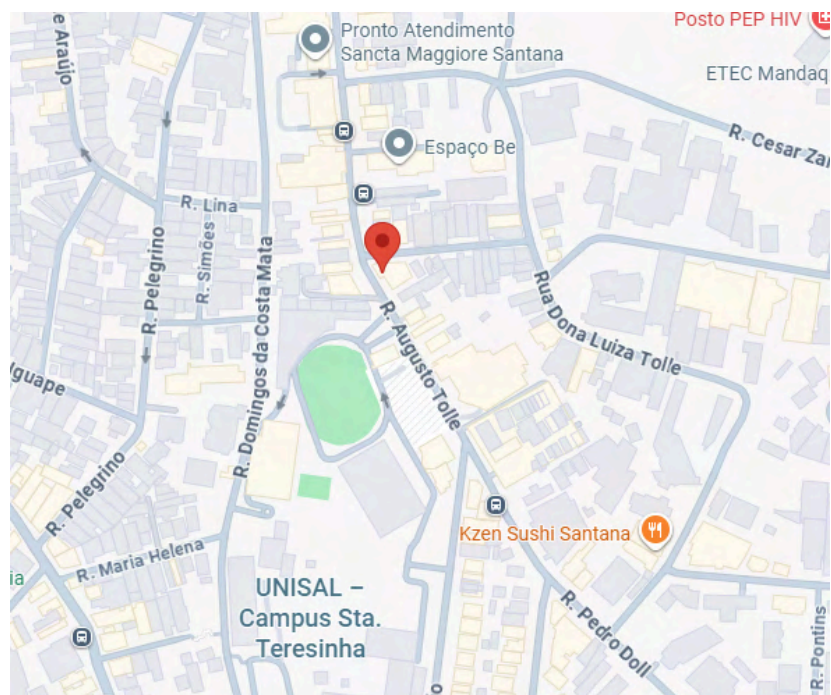 Posto PEP HIV
Pronto Atendimento
Sancta Maggiore Santana
e Araújo
ETEC Mandaq
Espaço Be
R. Cesar Zar
R. Lina
R. Simões
R. Pelegrino
R. Domingos da Costa Mata
R. Augusto Tolle
Rua Dona Luiza Tolle
Iguape
R. Pelegrino
Kzen Sushi Santana
R. Maria Helena
ia
UNISAL –
Campus Sta.
Teresinha
R. Pedro Doll
R. Pontins
o